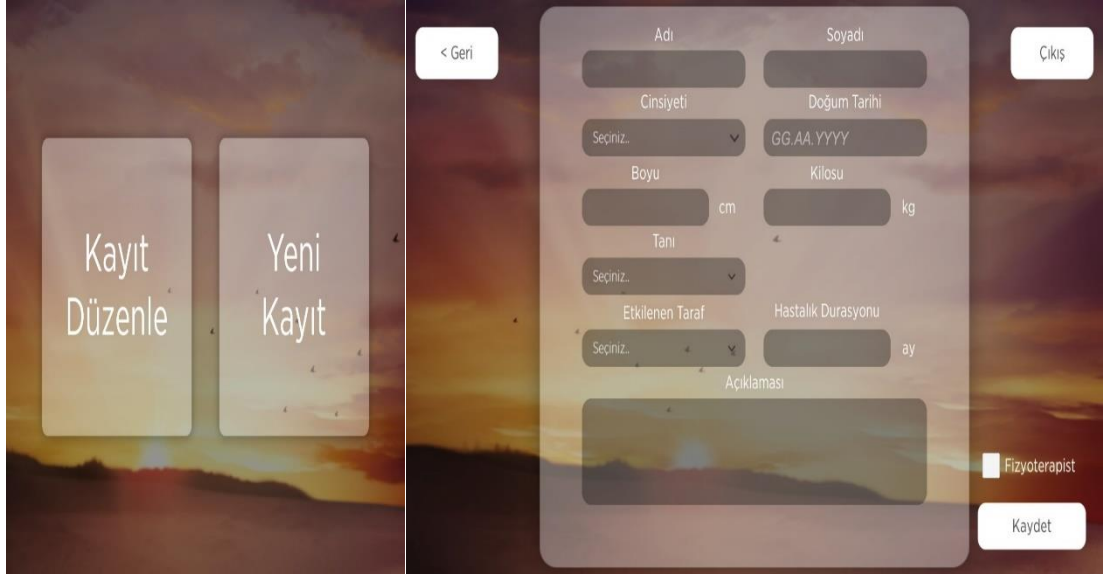 Kayıt
Düzenle
Yeni
Kayıt
< Geri
Çıkış
Adı
Soyadı
Cinsiyeti
Doğum Tarihi
Seçiniz..
GG.AA.YYYY
Boyu
Kilosu
cm
kg
Tanı
Seçiniz..
Etkilenen Taraf
Hastalık Durasyonu
Seçiniz..
ay
Açıklaması
Fizyoterapist
Kaydet